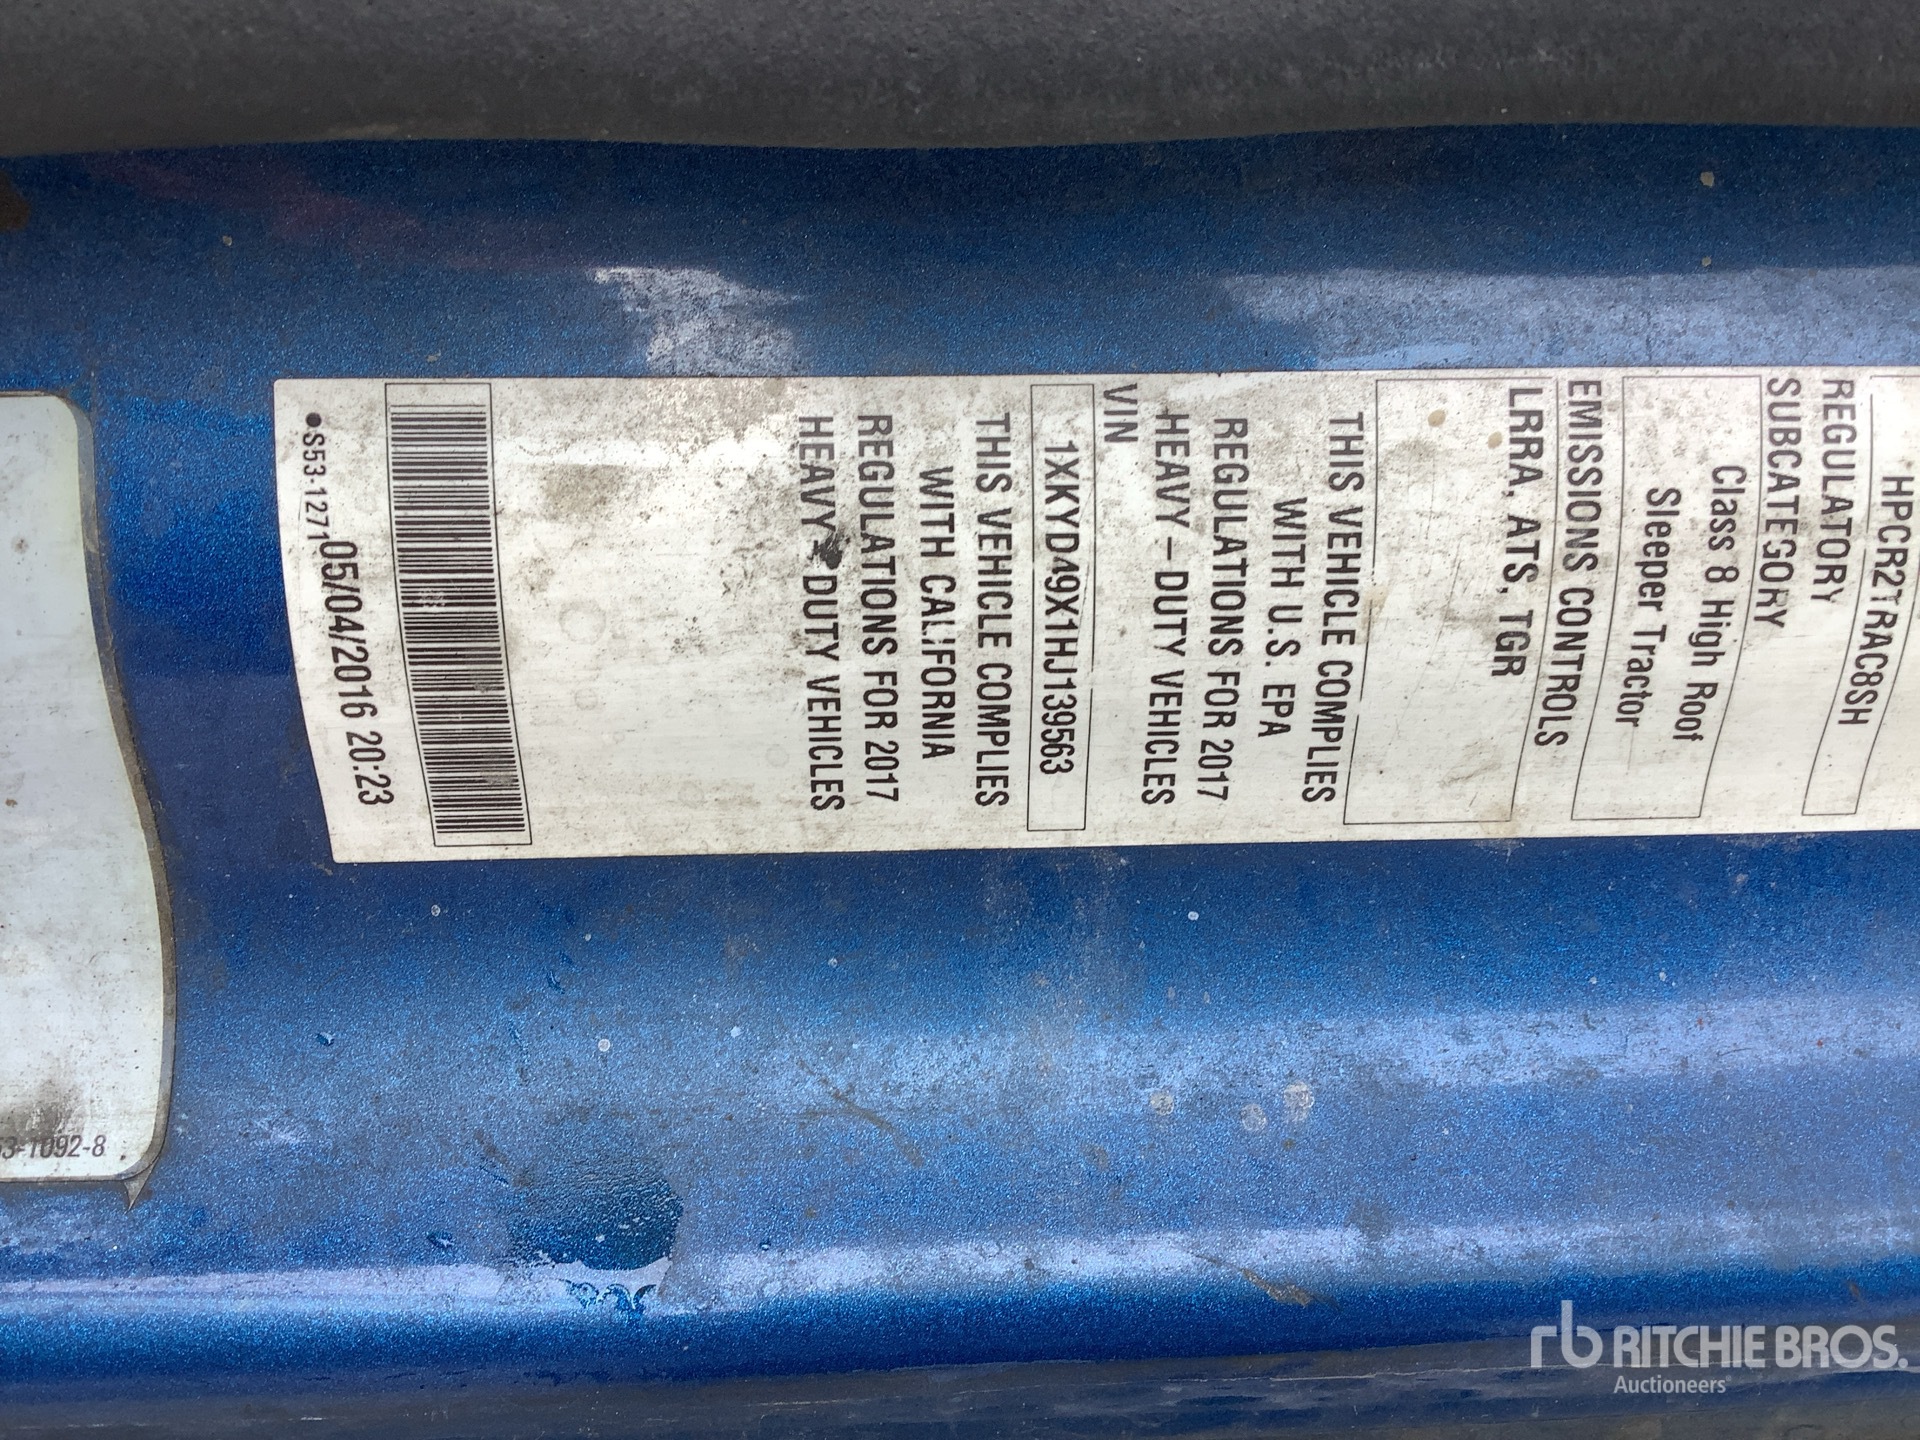 HPCR2TRAC8SH
REGULATORY
SUBCATEGORY
Class 8 High Roof
Sleeper Tractor
EMISSIONS CONTROLS
LRRA, ATS, TGR
THIS VEHICLE COMPLIES
WITH U.S. EPA
REGULATIONS FOR 2017
HEAVY – DUTY VEHICLES
VIN
1XKYD49X1HJ139563
THIS VEHICLE COMPLIES
WITH CALIFORNIA
REGULATIONS FOR 2017
HEAVY – DUTY VEHICLES
●S53-1271
05/04/2016 20:23
53-1092-8
rb RITCHIE BROS.
Auctioneers